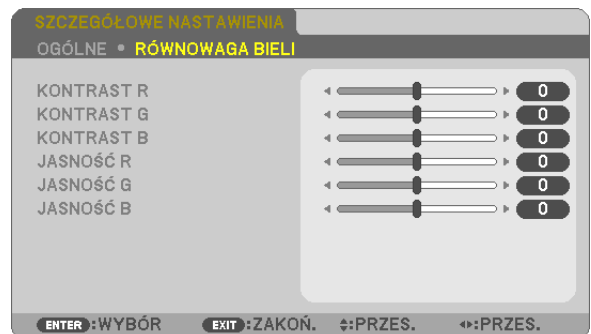 SZCZEGÓŁOWE NASTAWIENIA
OGÓLNE • RÓWNOWAGA BIELI
KONTRAST R 0
KONTRAST G 0
KONTRAST B 0
JASNOŚĆ R 0
JASNOŚĆ G 0
JASNOŚĆ B 0
ENTER :WYBÓR EXIT :ZAKOŃ. :PRZES. :PRZES.